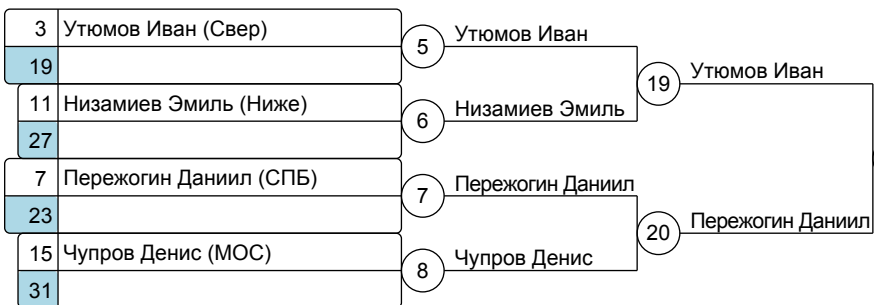 3 Утюмов Иван (Свер)
19
5 Утюмов Иван
11 Низамиев Эмиль (Ниже)
27
6 Низамиев Эмиль
19 Утюмов Иван
7 Пережогин Даниил (СПБ)
23
7 Пережогин Даниил
15 Чупров Денис (МОС)
31
8 Чупров Денис
20 Пережогин Даниил